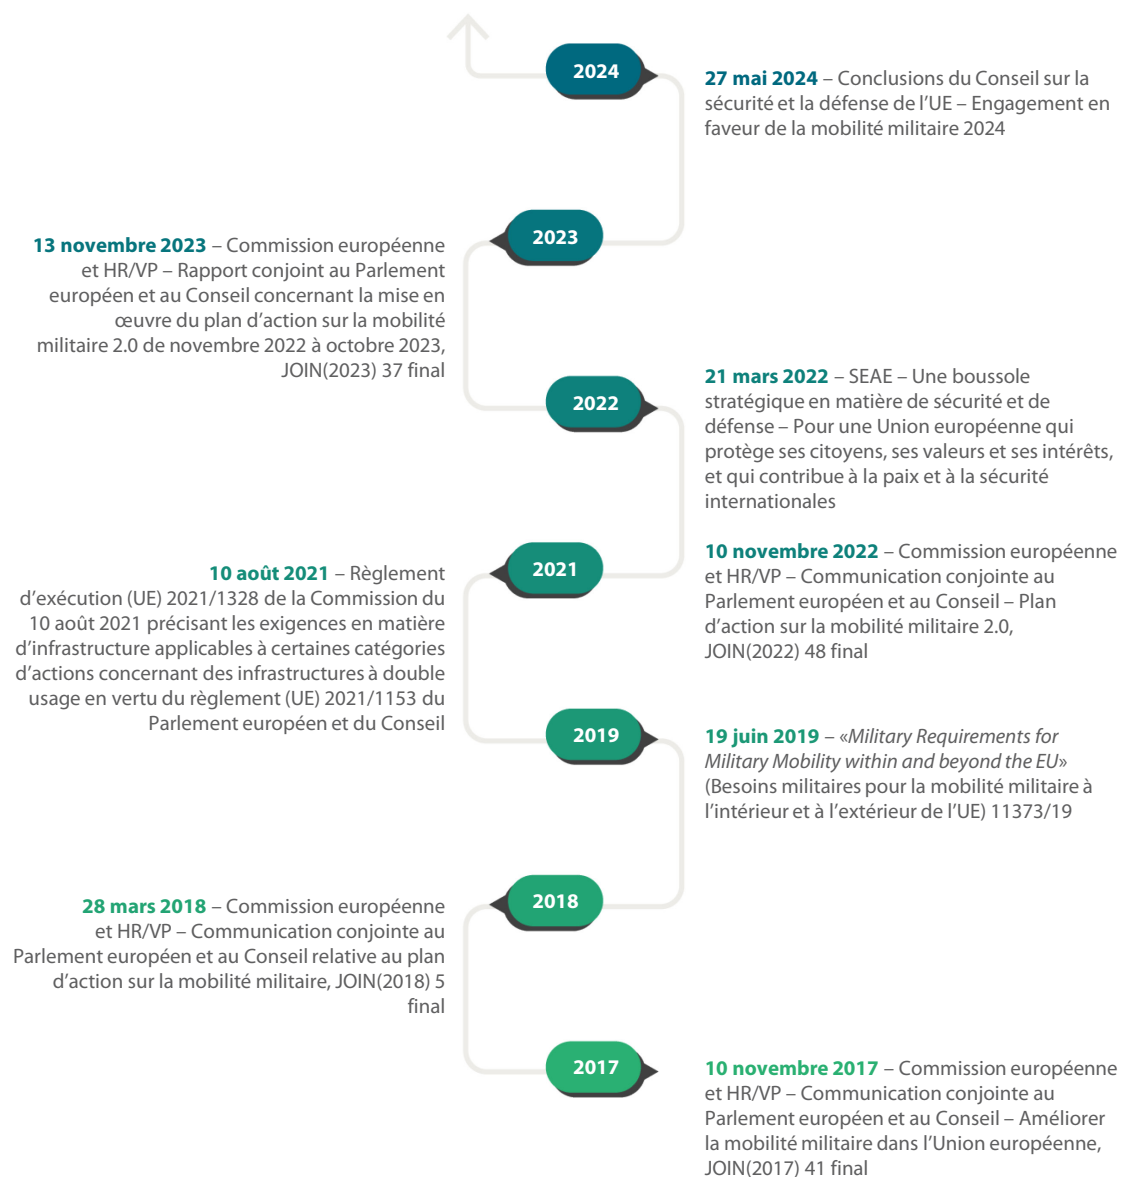 2024
27 mai 2024 – Conclusions du Conseil sur la
sécurité et la défense de l’UE – Engagement en
faveur de la mobilité militaire 2024
2023
13 novembre 2023 – Commission européenne
et HR/VP – Rapport conjoint au Parlement
européen et au Conseil concernant la mise en
œuvre du plan d’action sur la mobilité
militaire 2.0 de novembre 2022 à octobre 2023,
JOIN(2023) 37 final
2022
21 mars 2022 – SEAE – Une boussole
stratégique en matière de sécurité et de
défense – Pour une Union européenne qui
protège ses citoyens, ses valeurs et ses intérêts,
et qui contribue à la paix et à la sécurité
internationales
10 novembre 2022 – Commission européenne
et HR/VP – Communication conjointe au
Parlement européen et au Conseil – Plan
d’action sur la mobilité militaire 2.0,
JOIN(2022) 48 final
2021
10 août 2021 – Règlement
d’exécution (UE) 2021/1328 de la Commission du
10 août 2021 précisant les exigences en matière
d’infrastructure applicables à certaines catégories
d’actions concernant des infrastructures à double
usage en vertu du règlement (UE) 2021/1153 du
Parlement européen et du Conseil
2019
19 juin 2019 – «Military Requirements for
Military Mobility within and beyond the EU»
(Besoins militaires pour la mobilité militaire à
l’intérieur et à l’extérieur de l’UE) 11373/19
2018
28 mars 2018 – Commission européenne
et HR/VP – Communication conjointe au
Parlement européen et au Conseil relative au plan
d’action sur la mobilité militaire, JOIN(2018) 5
final
2017
10 novembre 2017 – Commission européenne
et HR/VP – Communication conjointe au
Parlement européen et au Conseil – Améliorer
la mobilité militaire dans l’Union européenne,
JOIN(2017) 41 final